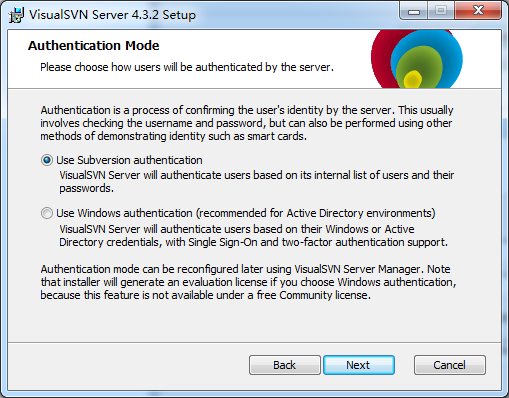 VisualSVN Server 4.3.2 Setup
Authentication Mode
Please choose how users will be authenticated by the server.
Authentication is a process of confirming the user's identity by the server. This usually
involves checking the username and password, but can also be performed using other
methods of demonstrating identity such as smart cards.
Use Subversion authentication
VisualSVN Server will authenticate users based on its internal list of users and their
passwords.
Use Windows authentication (recommended for Active Directory environments)
VisualSVN Server will authenticate users based on their Windows or Active
Directory credentials, with Single Sign-On and two-factor authentication support.
Authentication mode can be reconfigured later using VisualSVN Server Manager. Note
that installer will generate an evaluation license if you choose Windows authentication,
because this feature is not available under a free Community license.
Back Next Cancel